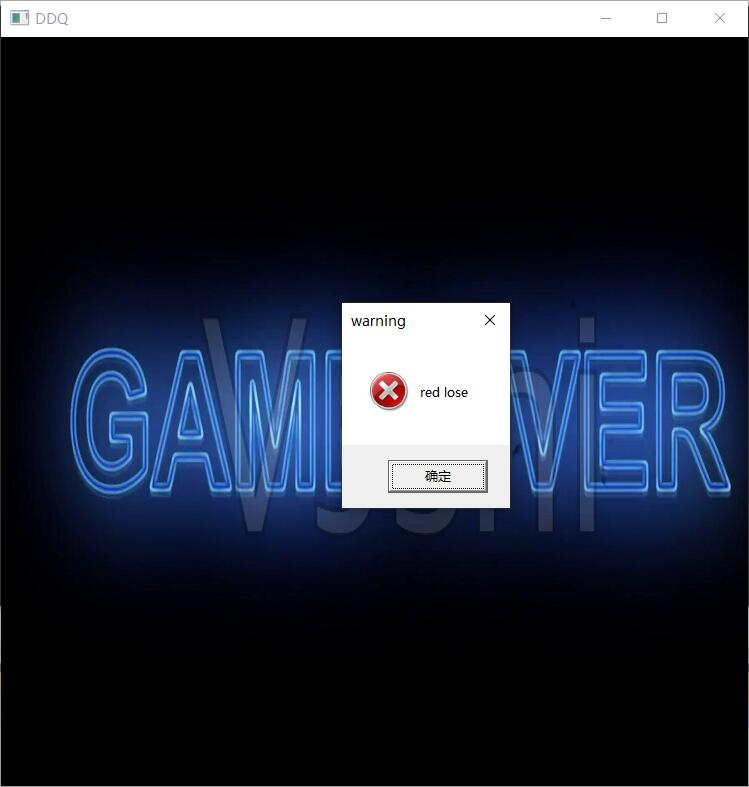 DDQ
warning
red lose
确定
GAM VER